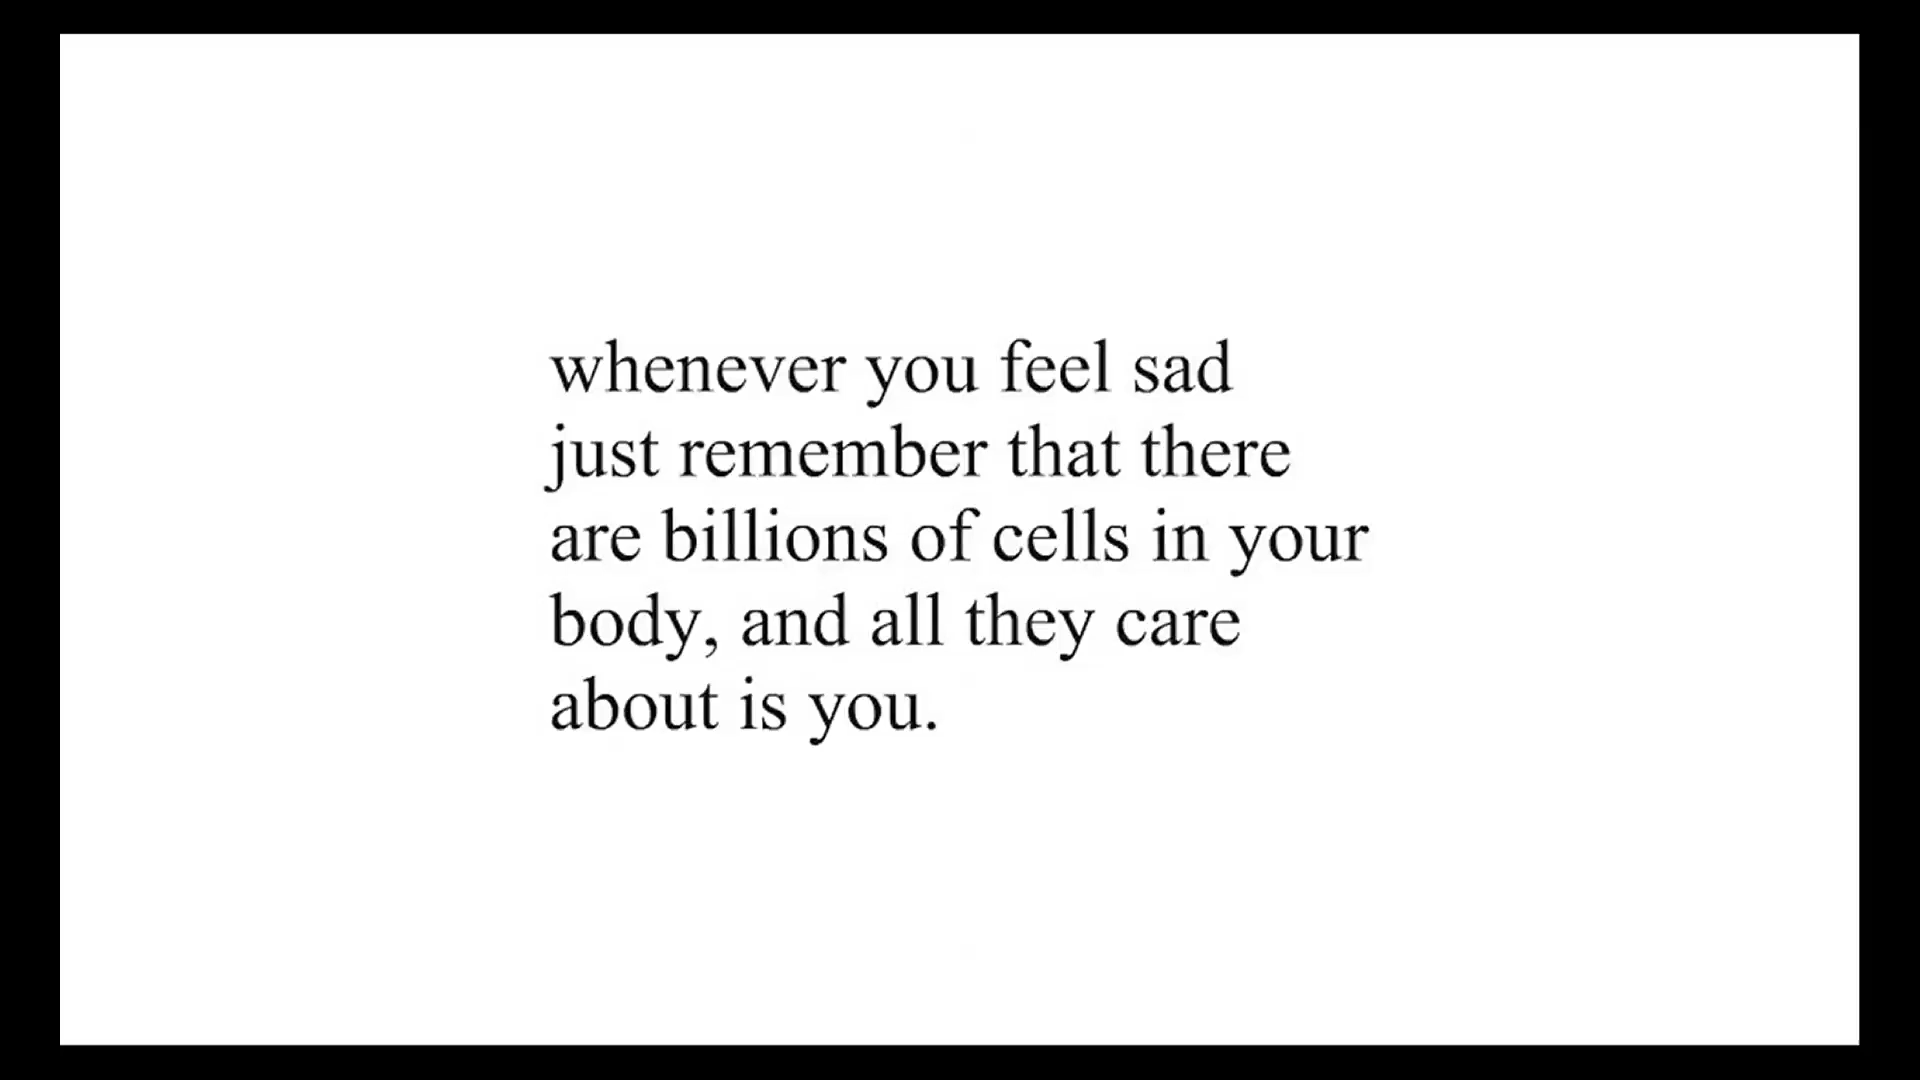 whenever you feel sad
just remember that there
are billions of cells in your
body, and all they care
about is you.